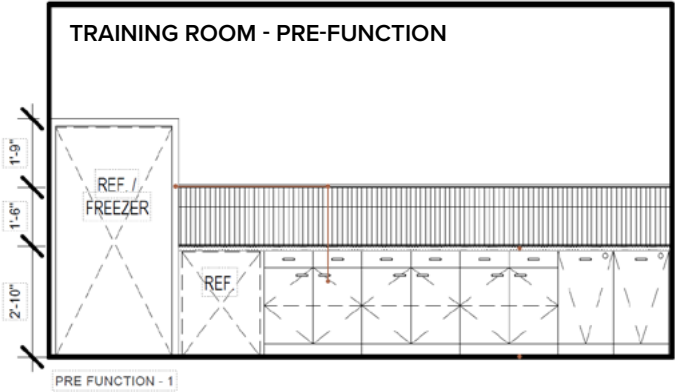 TRAINING ROOM - PRE-FUNCTION
1'-9"
REF. /
FREEZER
1'-6"
REF
2'-10"
PRE FUNCTION - 1